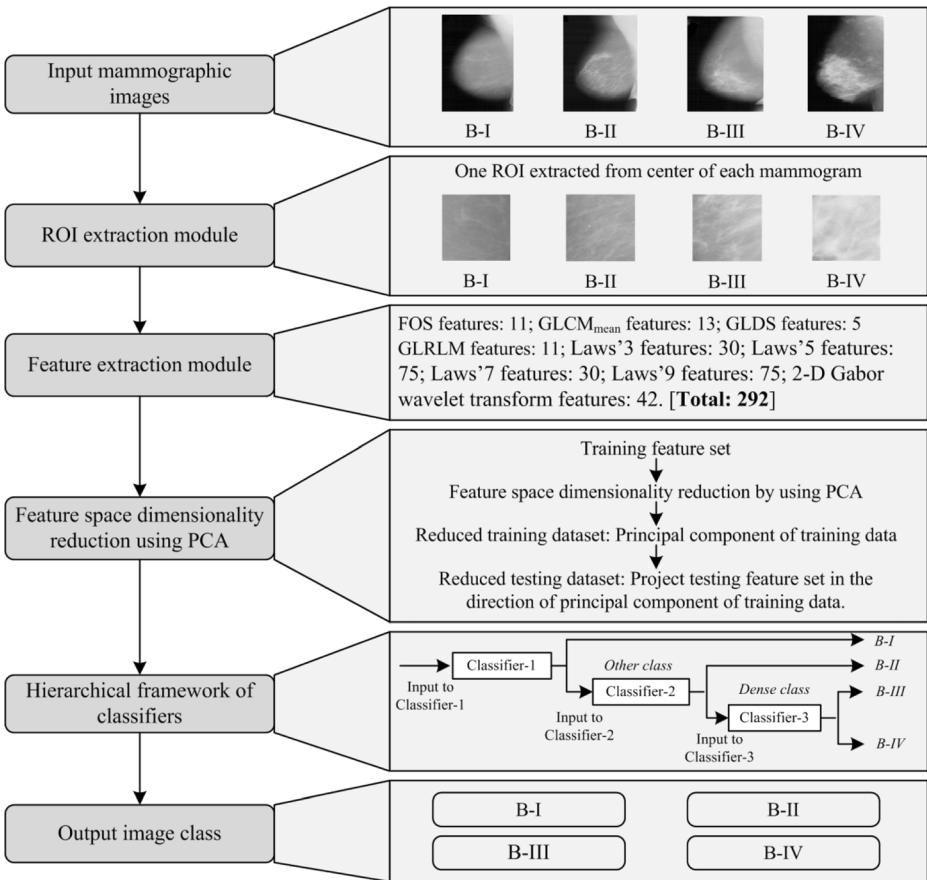 Input mammographic
images
B-I
B-II
B-III
B-IV
ROI extraction module
One ROI extracted from center of each mammogram
B-I
B-II
B-III
B-IV
Feature extraction module
FOS features: 11; GLCMmean features: 13; GLDS features: 5
GLRLM features: 11; Laws’3 features: 30; Laws’5 features:
75; Laws’7 features: 30; Laws’9 features: 75; 2-D Gabor
wavelet transform features: 42. [Total: 292]
Feature space dimensionality
reduction using PCA
Training feature set
Feature space dimensionality reduction by using PCA
Reduced training dataset: Principal component of training data
Reduced testing dataset: Project testing feature set in the
direction of principal component of training data.
Hierarchical framework of
classifiers
Input to
Classifier-1
Classifier-1
B-I
Other class
Input to
Classifier-2
Classifier-2
B-II
Dense class
Input to
Classifier-3
Classifier-3
B-III
B-IV
Output image class
B-I
B-II
B-III
B-IV